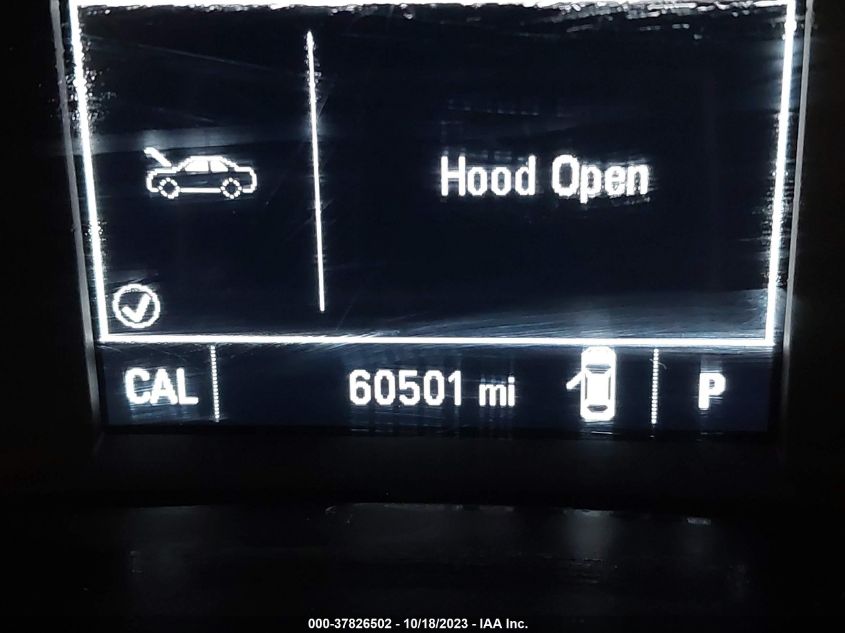 Hood Open
CAL 60501 mi P
000-37826502 - 10/18/2023 - IAA Inc.